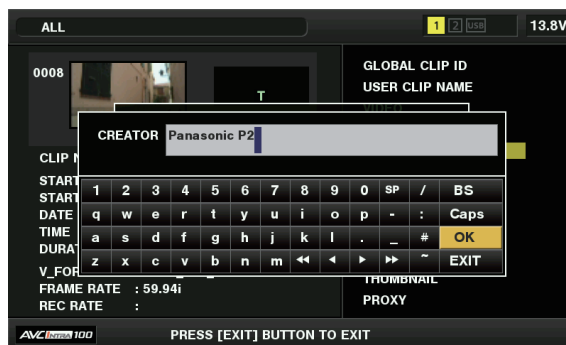 ALL
1 2 USB 13.8V
0008
T
GLOBAL CLIP ID
USER CLIP NAME
VIDEO
CREATOR Panasonic P2
CLIP
START
START
DATE
TIME
DURAT
V_FOR
FRAME RATE : 59.94i
REC RATE :
1 2 3 4 5 6 7 8 9 0 SP / BS
q w e r t y u i o p - : Caps
a s d f g h j k l . _ # OK
z x c v b n m ◀◀ ◀ ▶ ▶▶ ~ EXIT
THUMBNAIL
PROXY
AVC INTRA 100
PRESS [EXIT] BUTTON TO EXIT